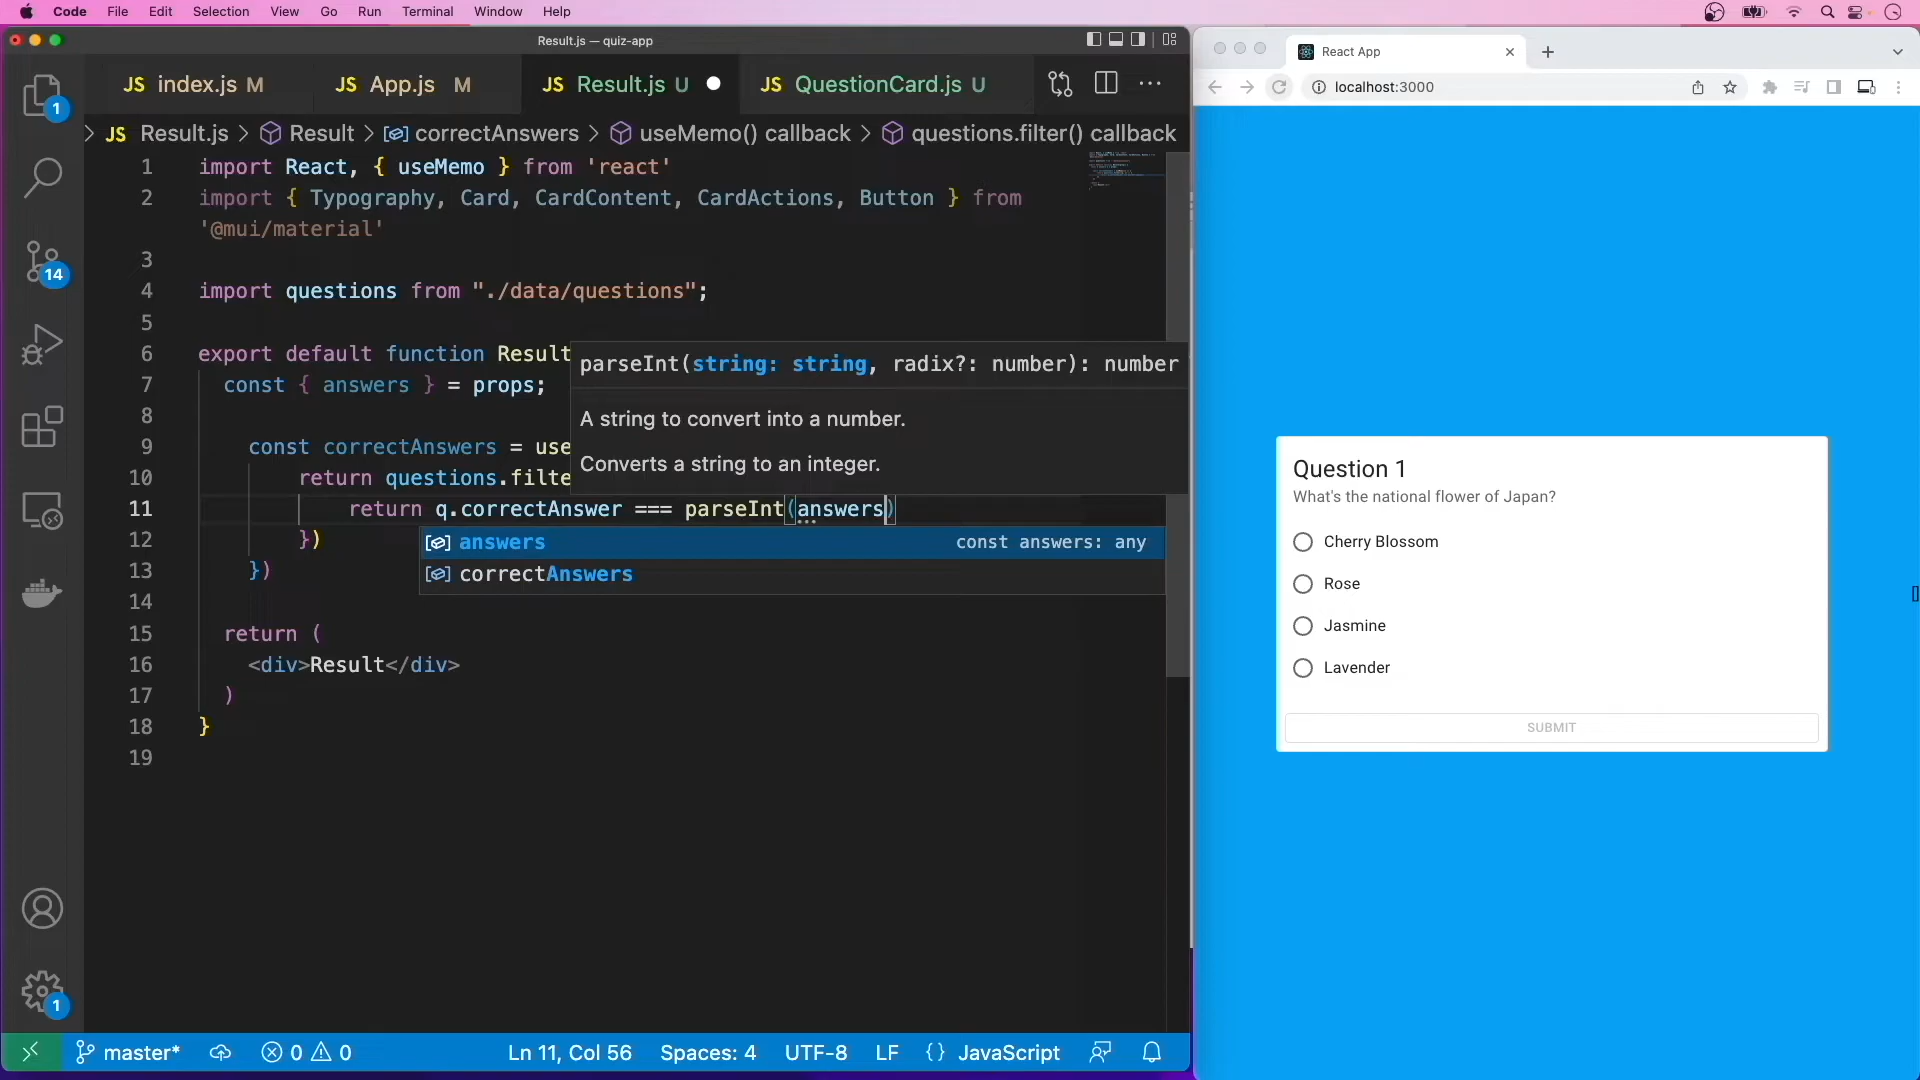 Code File Edit Selection View Go Run Terminal Window Help
Result.js — quiz-app
JS index.js M JS App.js M JS Result.js U JS QuestionCard.js U
JS Result.js > Result > correctAnswers > useMemo() callback > questions.filter() callback
1 import React, { useMemo } from 'react'
2 import { Typography, Card, CardContent, CardActions, Button } from
'@mui/material'
3
4 import questions from "./data/questions";
5
6 export default function Result
7 const { answers } = props;
8
9 const correctAnswers = use
10 return questions.filte
11 return q.correctAnswer === parseInt(answers)
12 })
13 })
14
15 return (
16 <div>Result</div>
17 )
18 }
19
parseInt(string: string, radix?: number): number
A string to convert into a number.
Converts a string to an integer.
answers const answers: any
correctAnswers
1
14
1
master* 0 0 Ln 11, Col 56 Spaces: 4 UTF-8 LF {} JavaScript
React App
localhost:3000
Question 1
What's the national flower of Japan?
Cherry Blossom
Rose
Jasmine
Lavender
SUBMIT